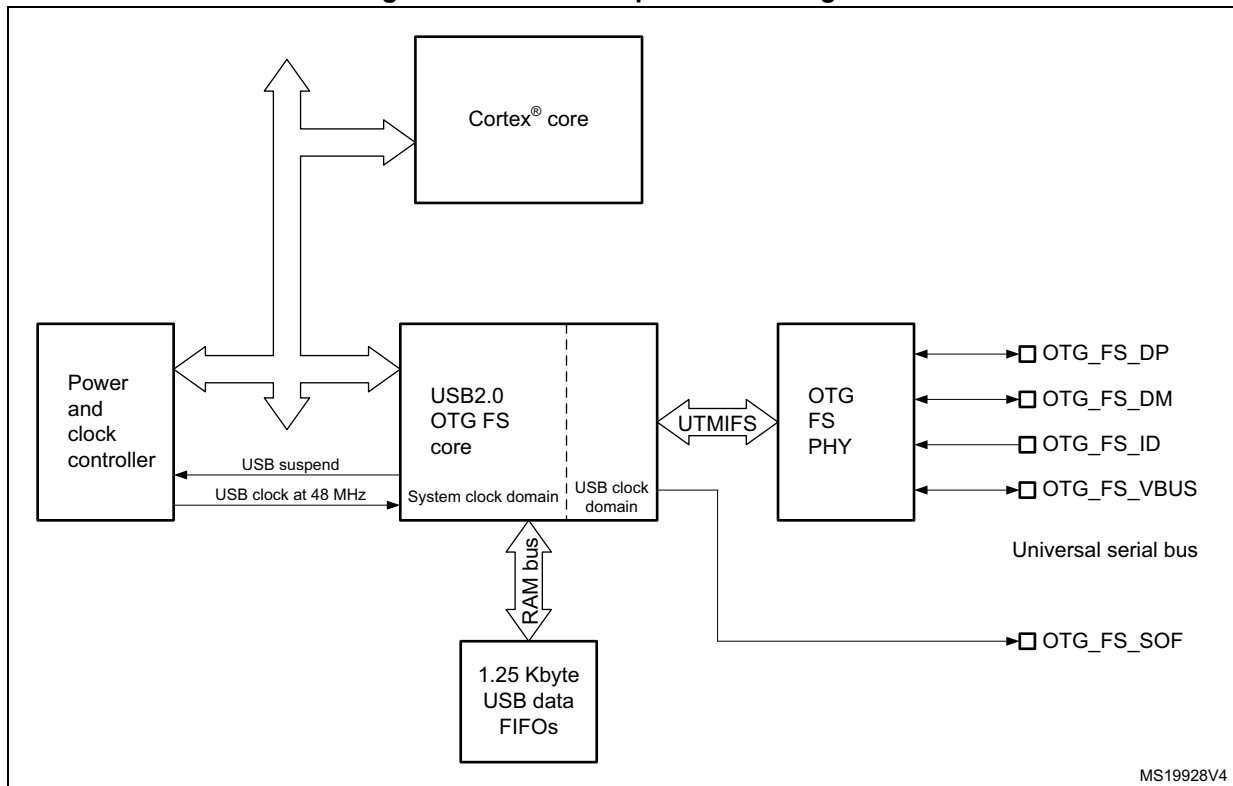 Cortex® core
Power
and
clock
controller
USB2.0
OTG FS
core
USB suspend
USB clock at 48 MHz
System clock domain
USB clock
domain
UTMIFS
OTG
FS
PHY
OTG_FS_DP
OTG_FS_DM
OTG_FS_ID
OTG_FS_VBUS
Universal serial bus
RAM bus
OTG_FS_SOF
1.25 Kbyte
USB data
FIFOs
MS19928V4